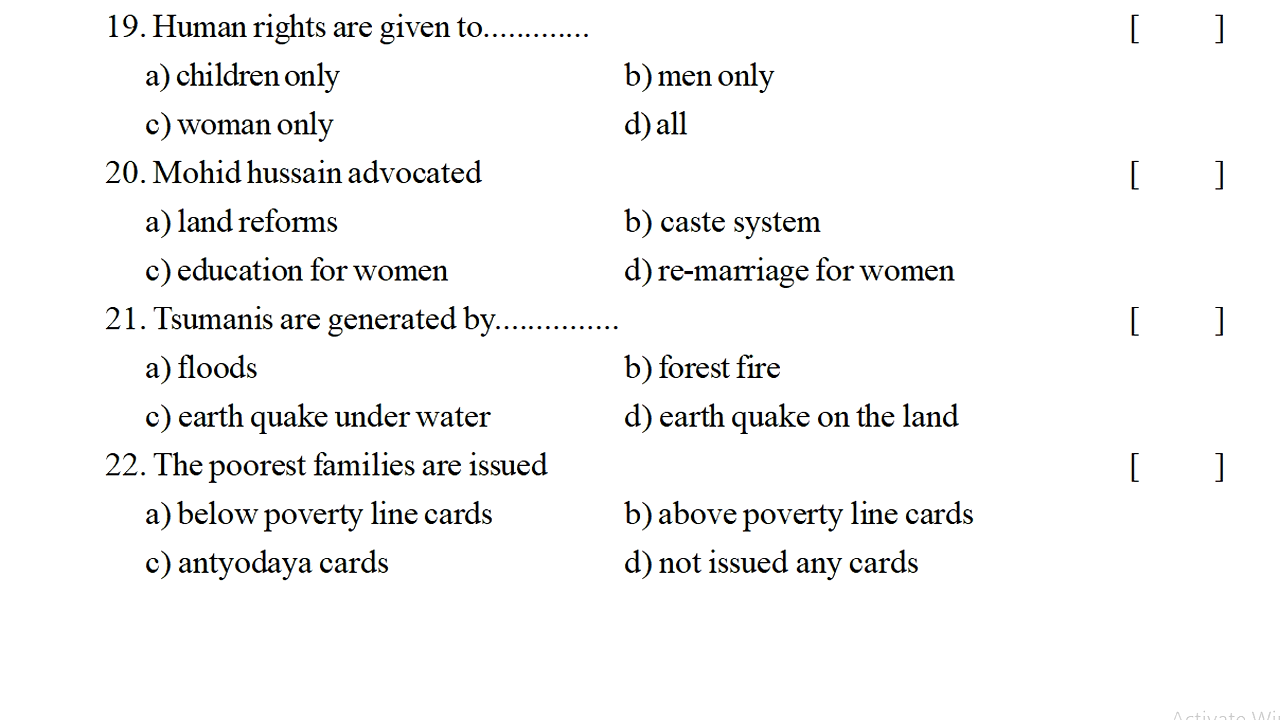 19. Human rights are given to............. [ ]
a) children only b) men only
c) woman only d) all
20. Mohid hussain advocated [ ]
a) land reforms b) caste system
c) education for women d) re-marriage for women
21. Tsumanis are generated by............... [ ]
a) floods b) forest fire
c) earth quake under water d) earth quake on the land
22. The poorest families are issued [ ]
a) below poverty line cards b) above poverty line cards
c) antyodaya cards d) not issued any cards